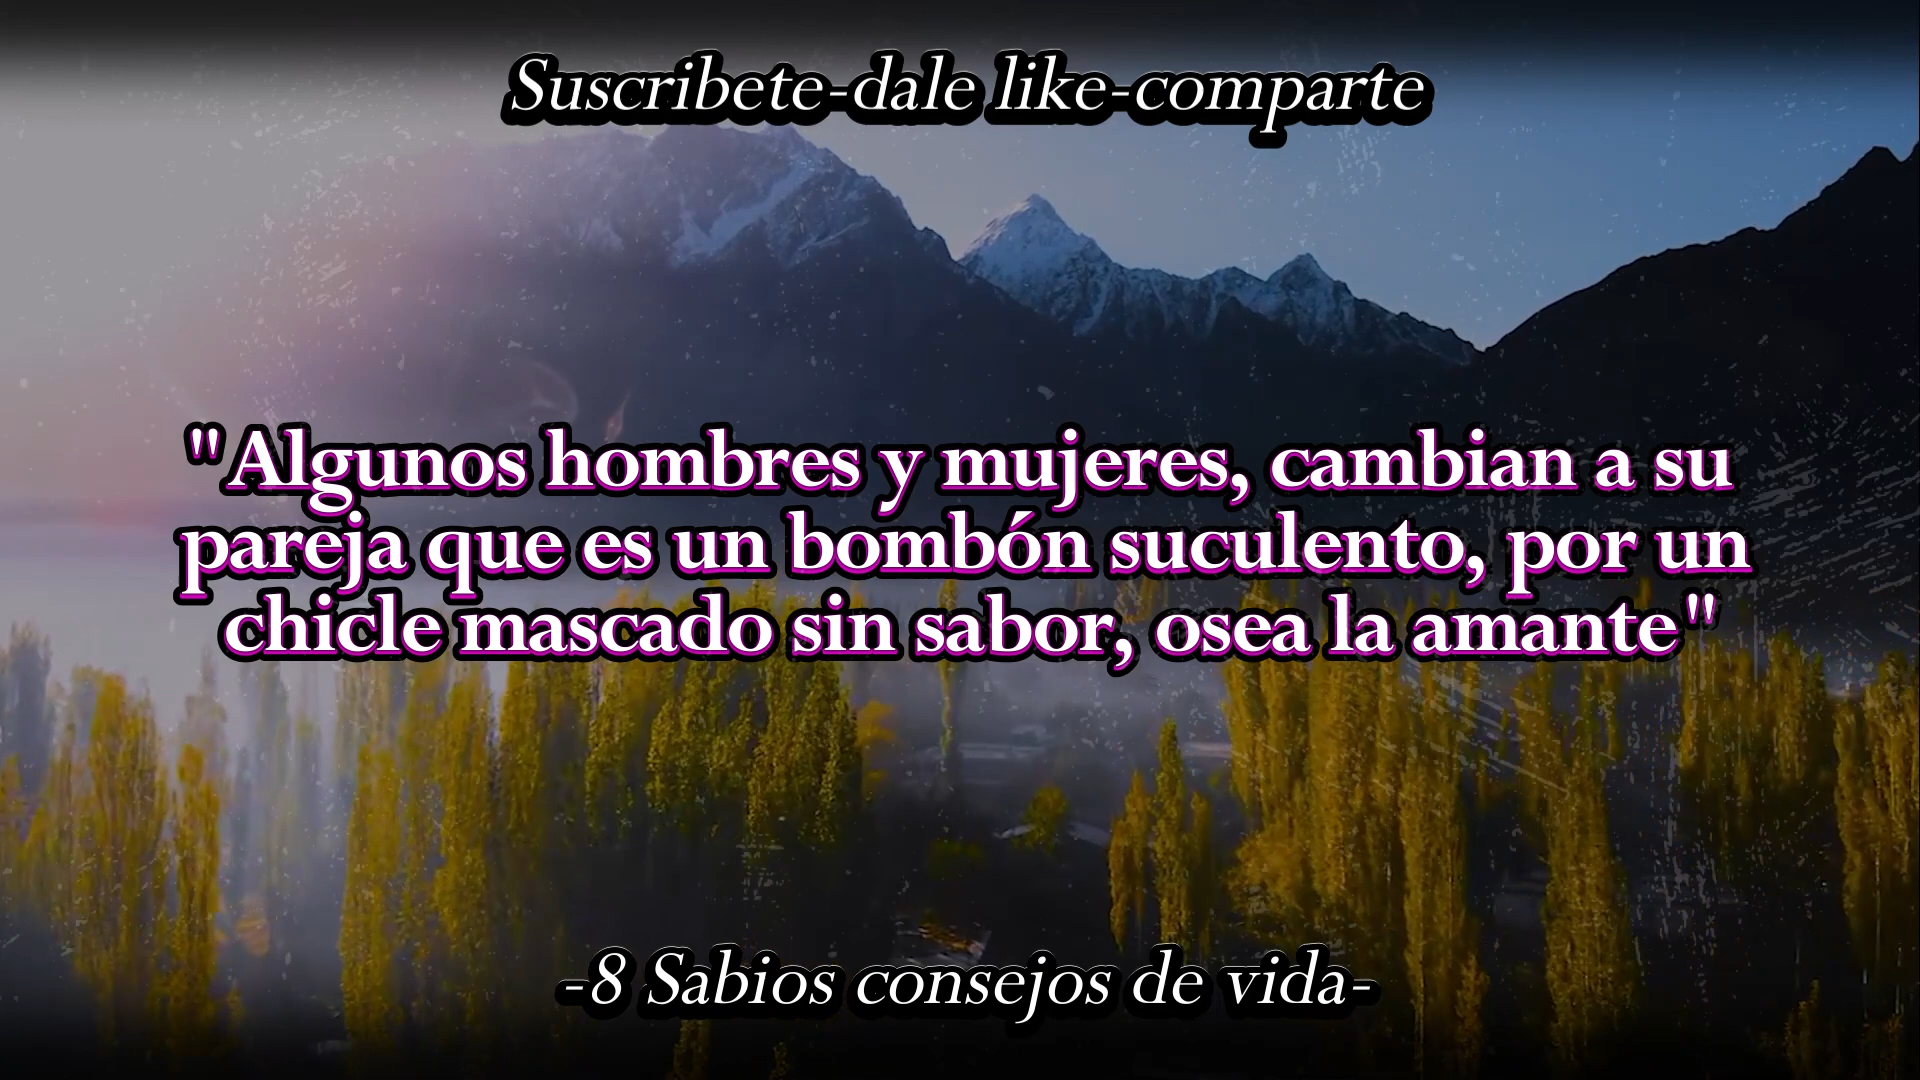 Suscribete-dale like-comparte
"Algunos hombres y mujeres, cambian a su
pareja que es un bombón suculento, por un
chicle mascado sin sabor, osea la amante"
-8 Sabios consejos de vida-